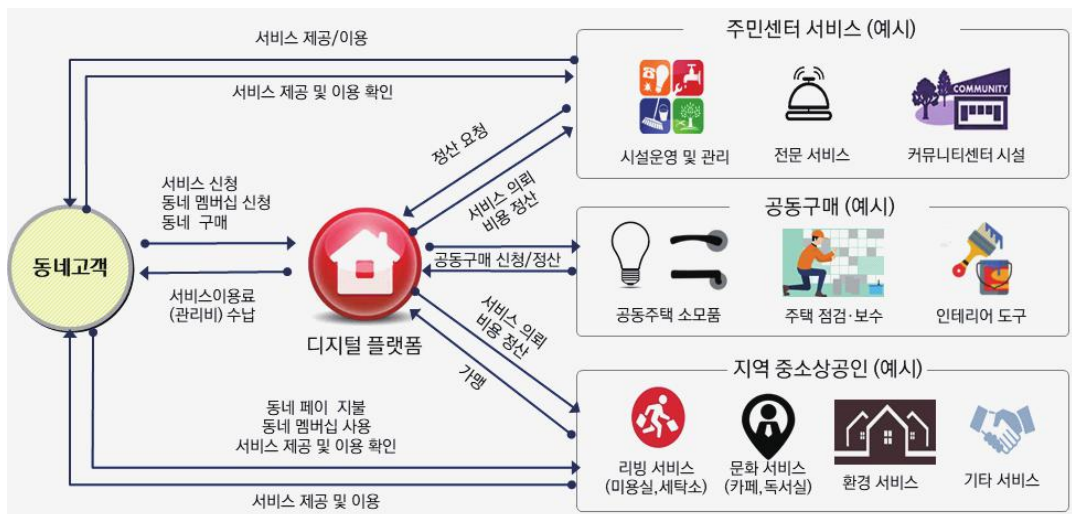 주민센터 서비스 (예시)
서비스 제공/이용
서비스 제공 및 이용 확인
COMMUNITY
시설운영 및 관리
전문 서비스
커뮤니티센터 시설
정산 요청
서비스 의뢰
비용 정산
서비스 신청
동네 멤버십 신청
동네 구매
공동구매 (예시)
동네고객
공동구매 신청/정산
서비스이용료
(관리비) 수납
디지털 플랫폼
공동주택 소모품
주택 점검·보수
인테리어 도구
서비스 의뢰
비용 정산
가맹
지역 중소상공인 (예시)
동네 페이 지불
동네 멤버십 사용
서비스 제공 및 이용 확인
리빙 서비스
(미용실,세탁소)
문화 서비스
(카페,독서실)
환경 서비스
기타 서비스
서비스 제공 및 이용